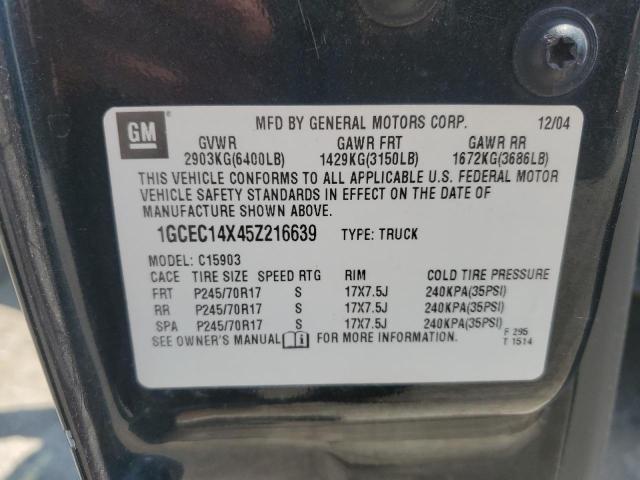 GM
MFD BY GENERAL MOTORS CORP. 12/04
GVWR GAWR FRT GAWR RR
2903KG(6400LB) 1429KG(3150LB) 1672KG(3686LB)
THIS VEHICLE CONFORMS TO ALL APPLICABLE U.S. FEDERAL MOTOR
VEHICLE SAFETY STANDARDS IN EFFECT ON THE DATE OF
MANUFACTURE SHOWN ABOVE.
1GCEC14X45Z216639 TYPE: TRUCK
MODEL: C15903
CACE TIRE SIZE SPEED RTG RIM COLD TIRE PRESSURE
FRT P245/70R17 S 17X7.5J 240KPA(35PSI)
RR P245/70R17 S 17X7.5J 240KPA(35PSI)
SPA P245/70R17 S 17X7.5J 240KPA(35PSI)
SEE OWNER'S MANUAL i FOR MORE INFORMATION.
F 295
T 1514